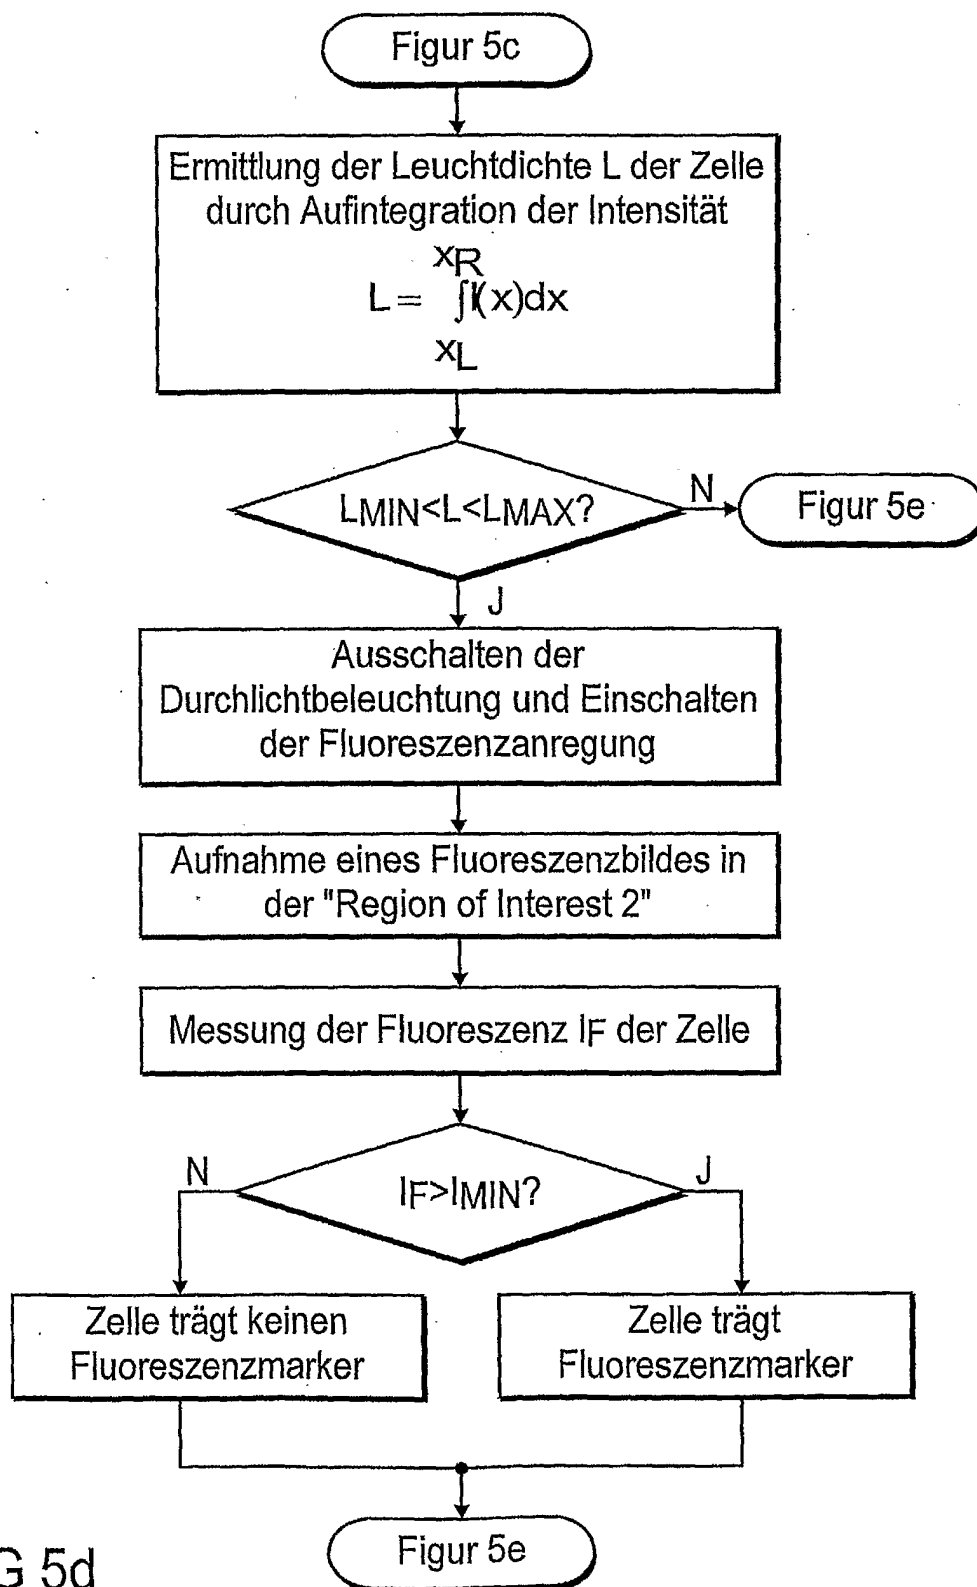 Figur 5c
Ermittlung der Leuchtdichte L der Zelle
durch Aufintegration der Intensität
xR
L = ∫I(x)dx
xL
LMIN<L<LMAX?
N
Figur 5e
J
Ausschalten der
Durchlichtbeleuchtung und Einschalten
der Fluoreszenzanregung
Aufnahme eines Fluoreszenzbildes in
der "Region of Interest 2"
Messung der Fluoreszenz IF der Zelle
N
IF>IMIN?
J
Zelle trägt keinen
Fluoreszenzmarker
Zelle trägt
Fluoreszenzmarker
Figur 5e
G 5d